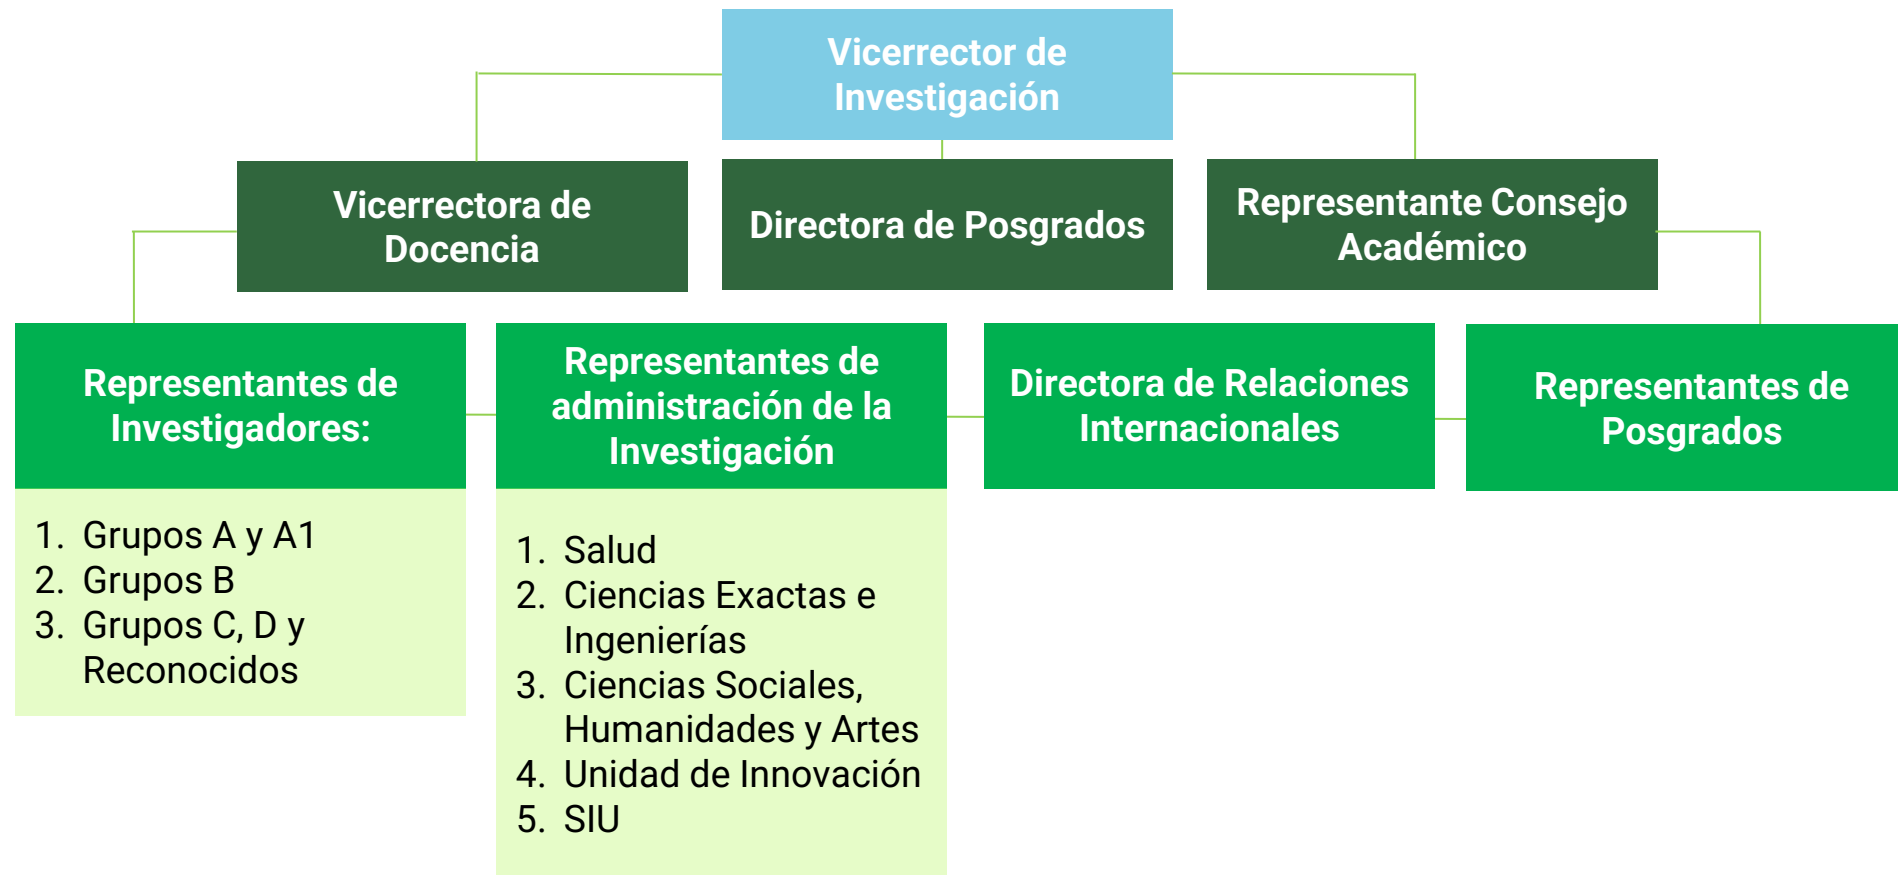 Vicerrector de
Investigación
Vicerrectora de
Docencia
Directora de Posgrados
Representante Consejo
Académico
Representantes de
Investigadores:
Representantes de
administración de la
Investigación
Directora de Relaciones
Internacionales
Representantes de
Posgrados
1. Grupos A y A1
2. Grupos B
3. Grupos C, D y
Reconocidos
1. Salud
2. Ciencias Exactas e
Ingenierías
3. Ciencias Sociales,
Humanidades y Artes
4. Unidad de Innovación
5. SIU